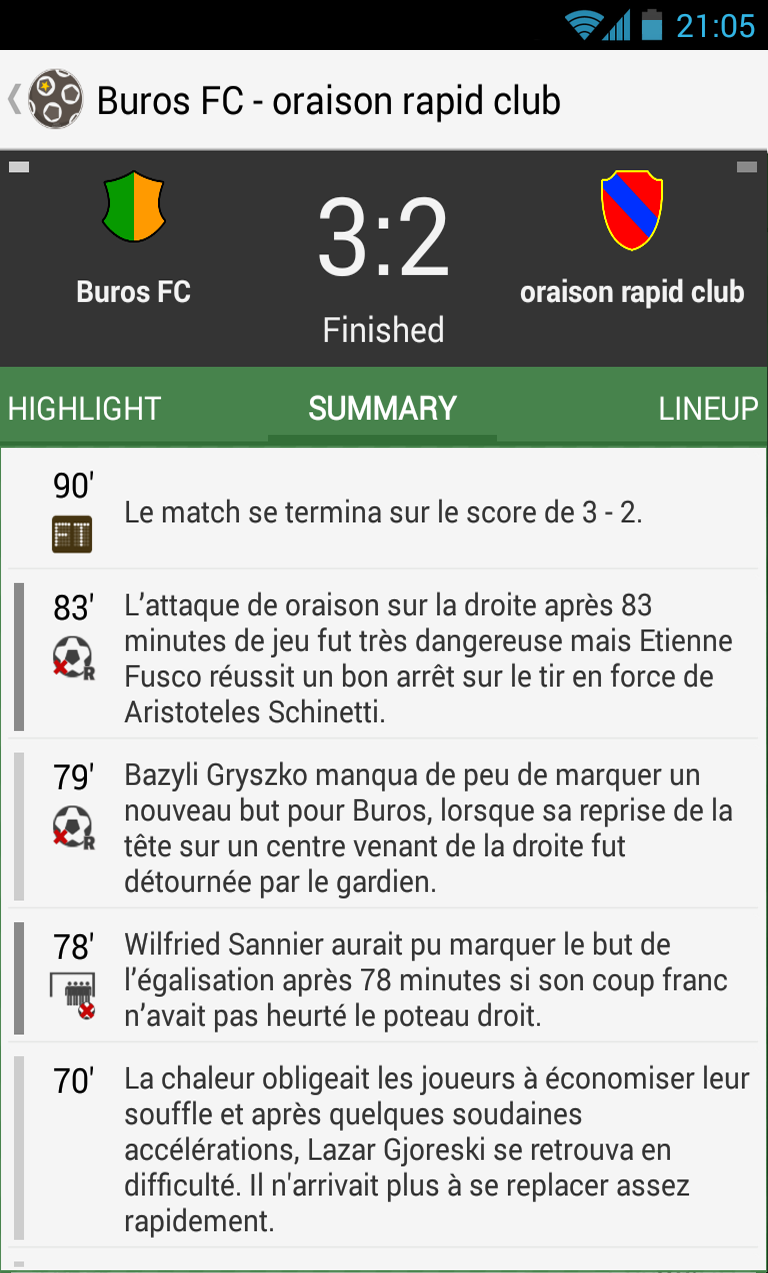 21:05
Buros FC - oraison rapid club
3:2
Buros FC
oraison rapid club
Finished
HIGHLIGHT
SUMMARY
LINEUP
90'
FT
Le match se termina sur le score de 3 - 2.
83'
R
L’attaque de oraison sur la droite après 83
minutes de jeu fut très dangereuse mais Etienne
Fusco réussit un bon arrêt sur le tir en force de
Aristoteles Schinetti.
79'
R
Bazyli Gryszko manqua de peu de marquer un
nouveau but pour Buros, lorsque sa reprise de la
tête sur un centre venant de la droite fut
détournée par le gardien.
78'
Wilfried Sannier aurait pu marquer le but de
l’égalisation après 78 minutes si son coup franc
n’avait pas heurté le poteau droit.
70'
La chaleur obligeait les joueurs à économiser leur
souffle et après quelques soudaines
accélérations, Lazar Gjoreski se retrouva en
difficulté. Il n'arrivait plus à se replacer assez
rapidement.